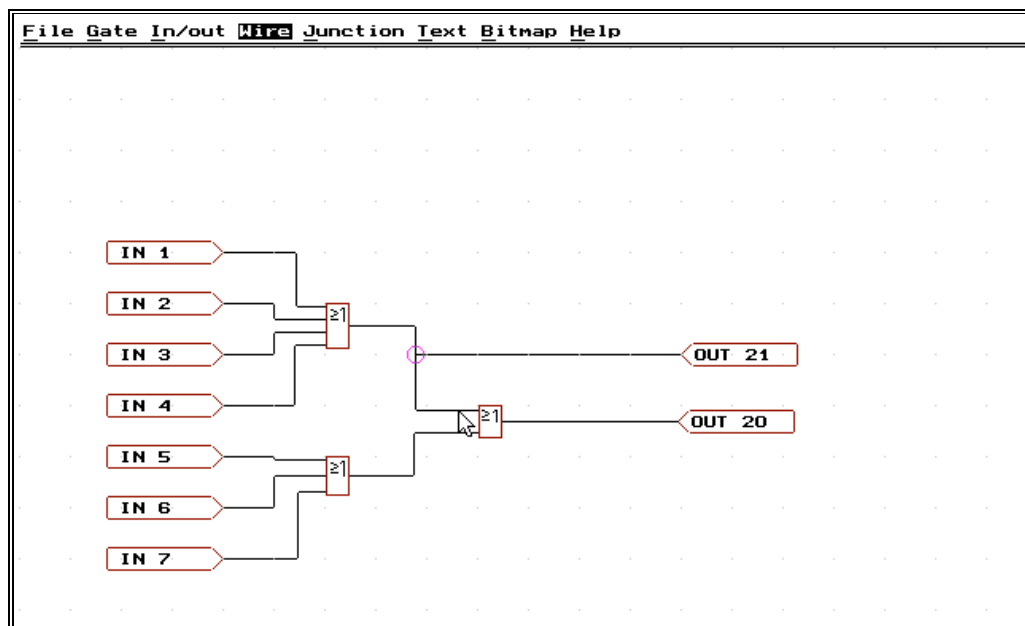 File Gate In/out Wire Junction Text Bitmap Help
IN 1
IN 2
≥1
IN 3
OUT 21
IN 4
≥1
OUT 20
IN 5
≥1
IN 6
IN 7